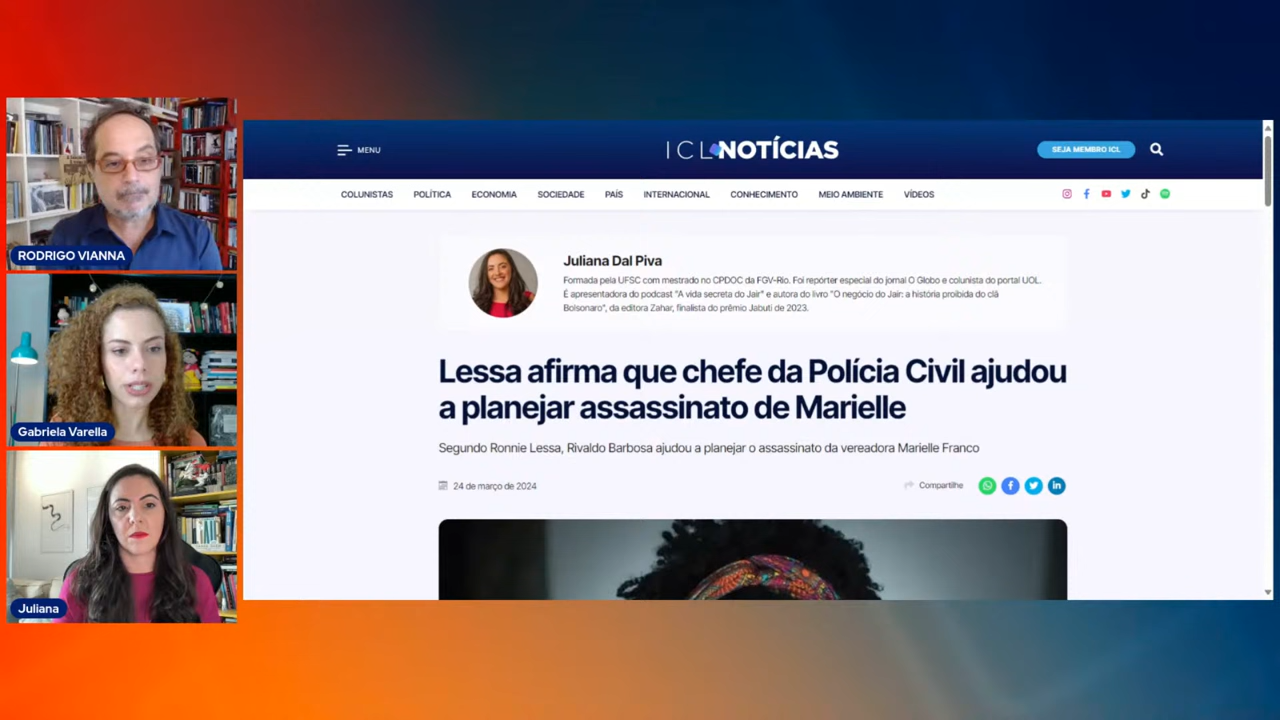 RODRIGO VIANNA
Gabriela Varella
Juliana
MENU
ICL NOTÍCIAS
SEJA MEMBRO ICL
COLUNISTAS POLÍTICA ECONOMIA SOCIEDADE PAÍS INTERNACIONAL CONHECIMENTO MEIO AMBIENTE VÍDEOS
Juliana Dal Piva
Formada pela UFSC com mestrado no CPDOC da FGV-Rio. Foi repórter especial do jornal O Globo e colunista do portal UOL.
É apresentadora do podcast "A vida secreta do Jair" e autora do livro "O negócio do Jair: a história proibida do clã
Bolsonaro", da editora Zahar, finalista do prêmio Jabuti de 2023.
Lessa afirma que chefe da Polícia Civil ajudou
a planejar assassinato de Marielle
Segundo Ronnie Lessa, Rivaldo Barbosa ajudou a planejar o assassinato da vereadora Marielle Franco
24 de março de 2024
Compartilhe